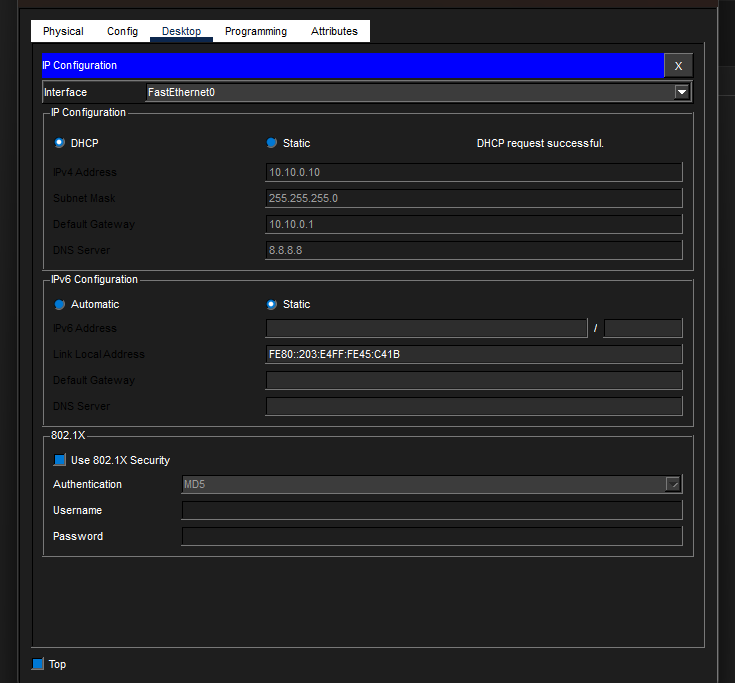 Physical Config Desktop Programming Attributes
IP Configuration X
Interface FastEthernet0
IP Configuration
DHCP Static DHCP request successful.
IPv4 Address 10.10.0.10
Subnet Mask 255.255.255.0
Default Gateway 10.10.0.1
DNS Server 8.8.8.8
IPv6 Configuration
Automatic Static
IPv6 Address /
Link Local Address FE80::203:E4FF:FE45:C41B
Default Gateway
DNS Server
802.1X
Use 802.1X Security
Authentication MD5
Username
Password
Top